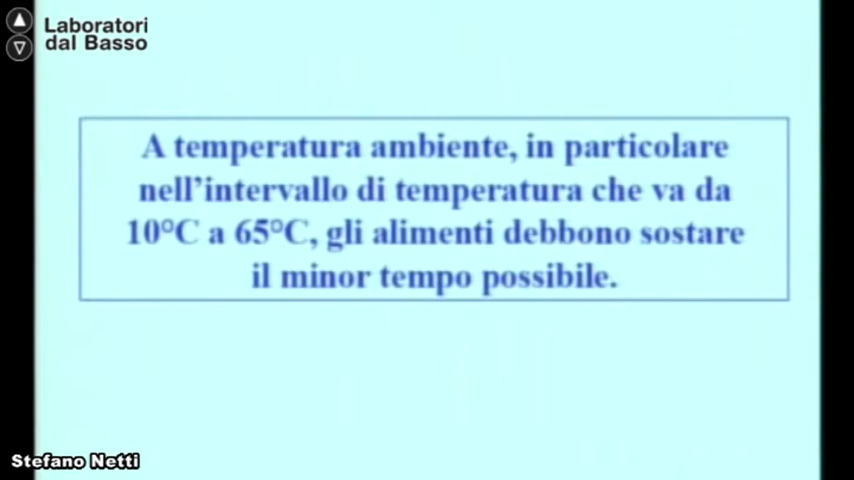 Laboratori
dal Basso
A temperatura ambiente, in particolare
nell'intervallo di temperatura che va da
10°C a 65°C, gli alimenti debbono sostare
il minor tempo possibile.
Stefano Netti